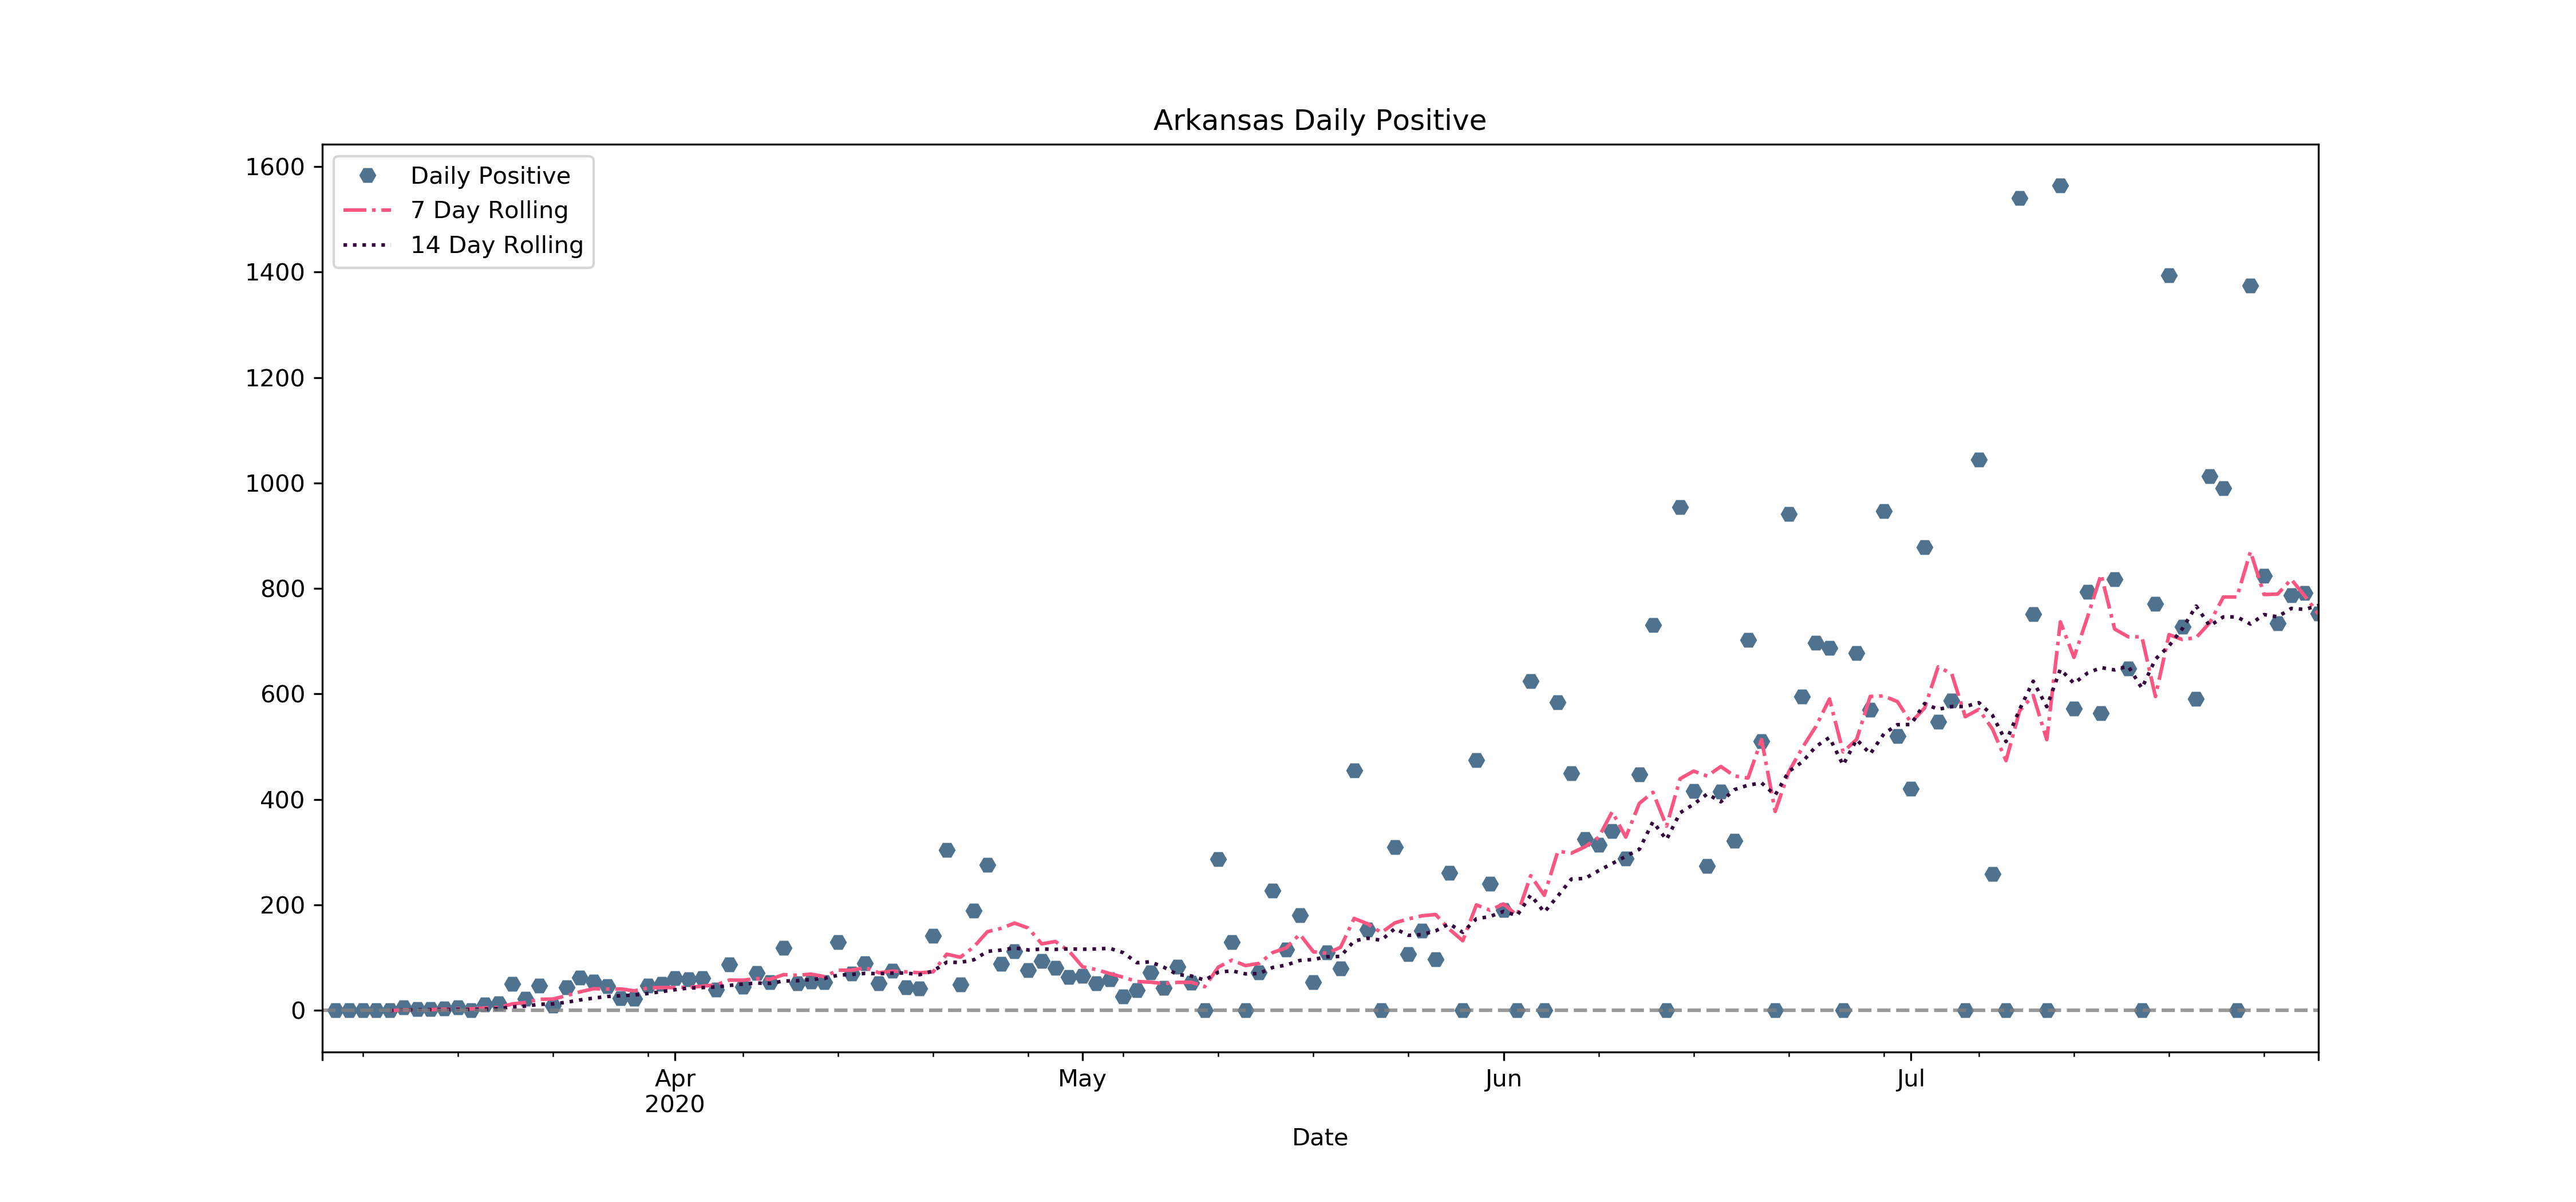 Arkansas Daily Positive
1600
1400
1200
1000
800
600
400
200
0
Daily Positive
7 Day Rolling
14 Day Rolling
Apr
2020
May
Jun
Jul
Date